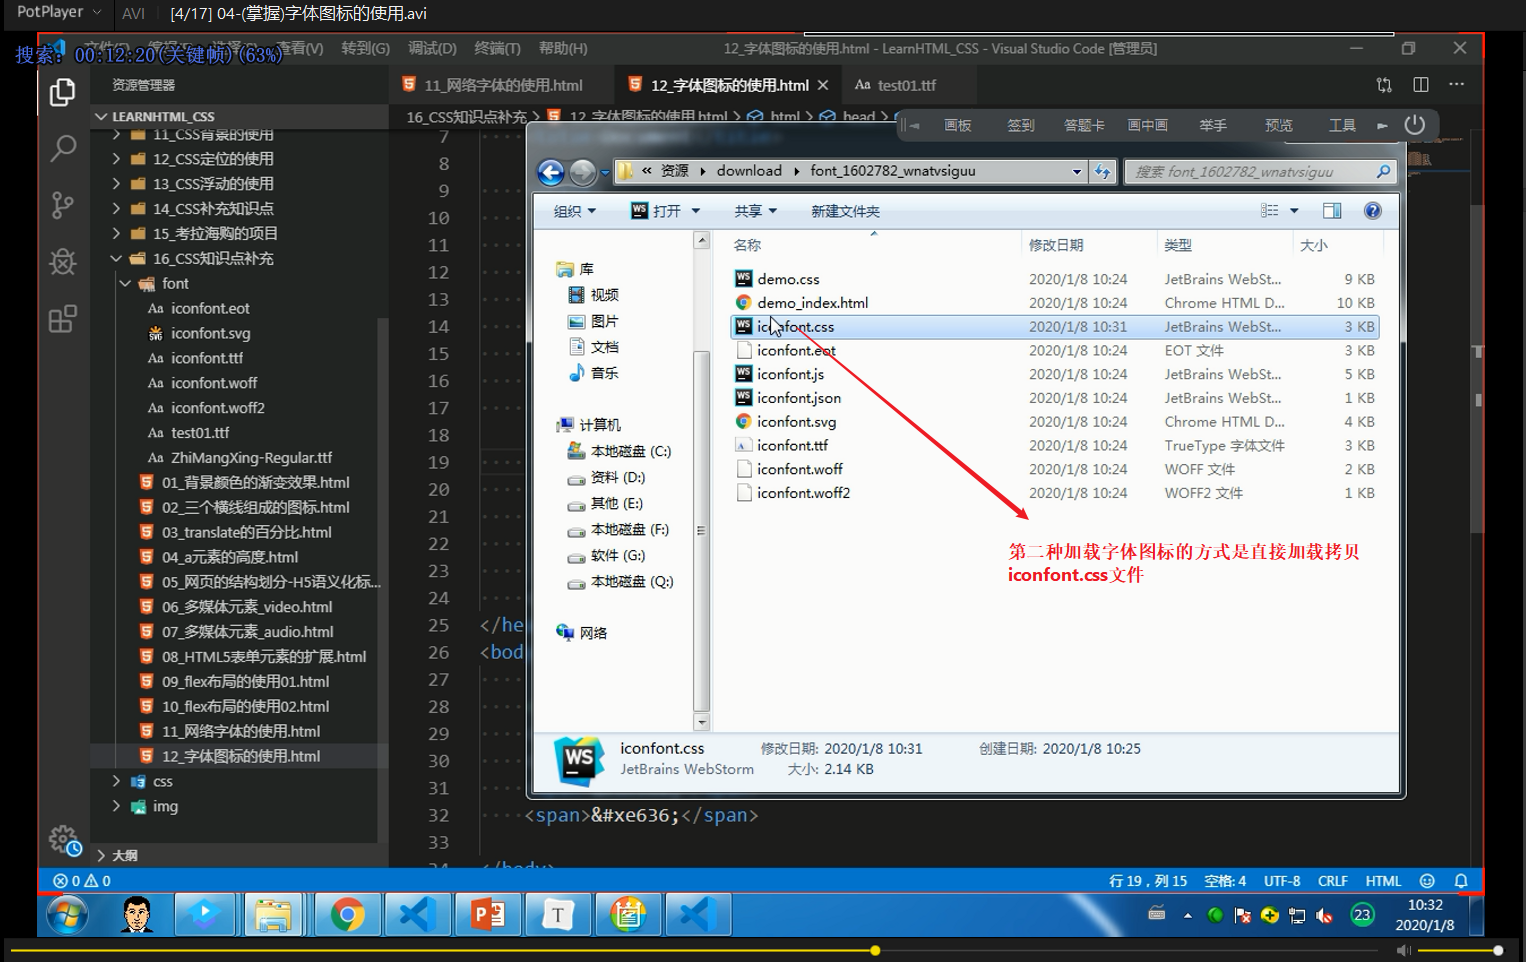 PotPlayer AVI [4/17] 04-(掌握)字体图标的使用.avi
搜索: 00:12:20(关键帧)(63%)
查看(V) 转到(G) 调试(D) 终端(T) 帮助(H) 12_字体图标的使用.html - LearnHTML_CSS - Visual Studio Code [管理员]
资源管理器 11_网络字体的使用.html 12_字体图标的使用.html test01.ttf
LEARNHTML_CSS
16_CSS知识点补充 > 12_字体图标的使用.html > html > head >
画板 签到 答题卡 画中画 举手 预览 工具
11_CSS背景的使用
12_CSS定位的使用
13_CSS浮动的使用
14_CSS补充知识点
15_考拉海购的项目
16_CSS知识点补充
font
iconfont.eot
iconfont.svg
iconfont.ttf
iconfont.woff
iconfont.woff2
test01.ttf
ZhiMangXing-Regular.ttf
01_背景颜色的渐变效果.html
02_三个横线组成的图标.html
03_translate的百分比.html
04_a元素的高度.html
05_网页的结构划分-H5语义化标...
06_多媒体元素_video.html
07_多媒体元素_audio.html
08_HTML5表单元素的扩展.html
09_flex布局的使用01.html
10_flex布局的使用02.html
11_网络字体的使用.html
12_字体图标的使用.html
css
img
大纲
7
8
9
10
11
12
13
14
15
16
17
18
19
20
21
22
23
24
25 </he
26 <bod
27
28
29
30
31
32 <span>&#xe636;</span>
33
34 </body>
« 资源 download font_1602782_wnatvsiguu
搜索 font_1602782_wnatvsiguu
组织 打开 共享 新建文件夹
库
视频
图片
文档
音乐
计算机
本地磁盘 (C:)
资料 (D:)
其他 (E:)
本地磁盘 (F:)
软件 (G:)
本地磁盘 (Q:)
网络
名称 修改日期 类型 大小
demo.css 2020/1/8 10:24 JetBrains WebSt... 9 KB
demo_index.html 2020/1/8 10:24 Chrome HTML D... 10 KB
iconfont.css 2020/1/8 10:31 JetBrains WebSt... 3 KB
iconfont.eot 2020/1/8 10:24 EOT 文件 3 KB
iconfont.js 2020/1/8 10:24 JetBrains WebSt... 5 KB
iconfont.json 2020/1/8 10:24 JetBrains WebSt... 1 KB
iconfont.svg 2020/1/8 10:24 Chrome HTML D... 4 KB
iconfont.ttf 2020/1/8 10:24 TrueType 字体文件 3 KB
iconfont.woff 2020/1/8 10:24 WOFF 文件 2 KB
iconfont.woff2 2020/1/8 10:24 WOFF2 文件 1 KB
第二种加载字体图标的方式是直接加载拷贝
iconfont.css文件
iconfont.css 修改日期: 2020/1/8 10:31 创建日期: 2020/1/8 10:25
JetBrains WebStorm 大小: 2.14 KB
0 0 行 19，列 15 空格: 4 UTF-8 CRLF HTML
23 10:32
2020/1/8